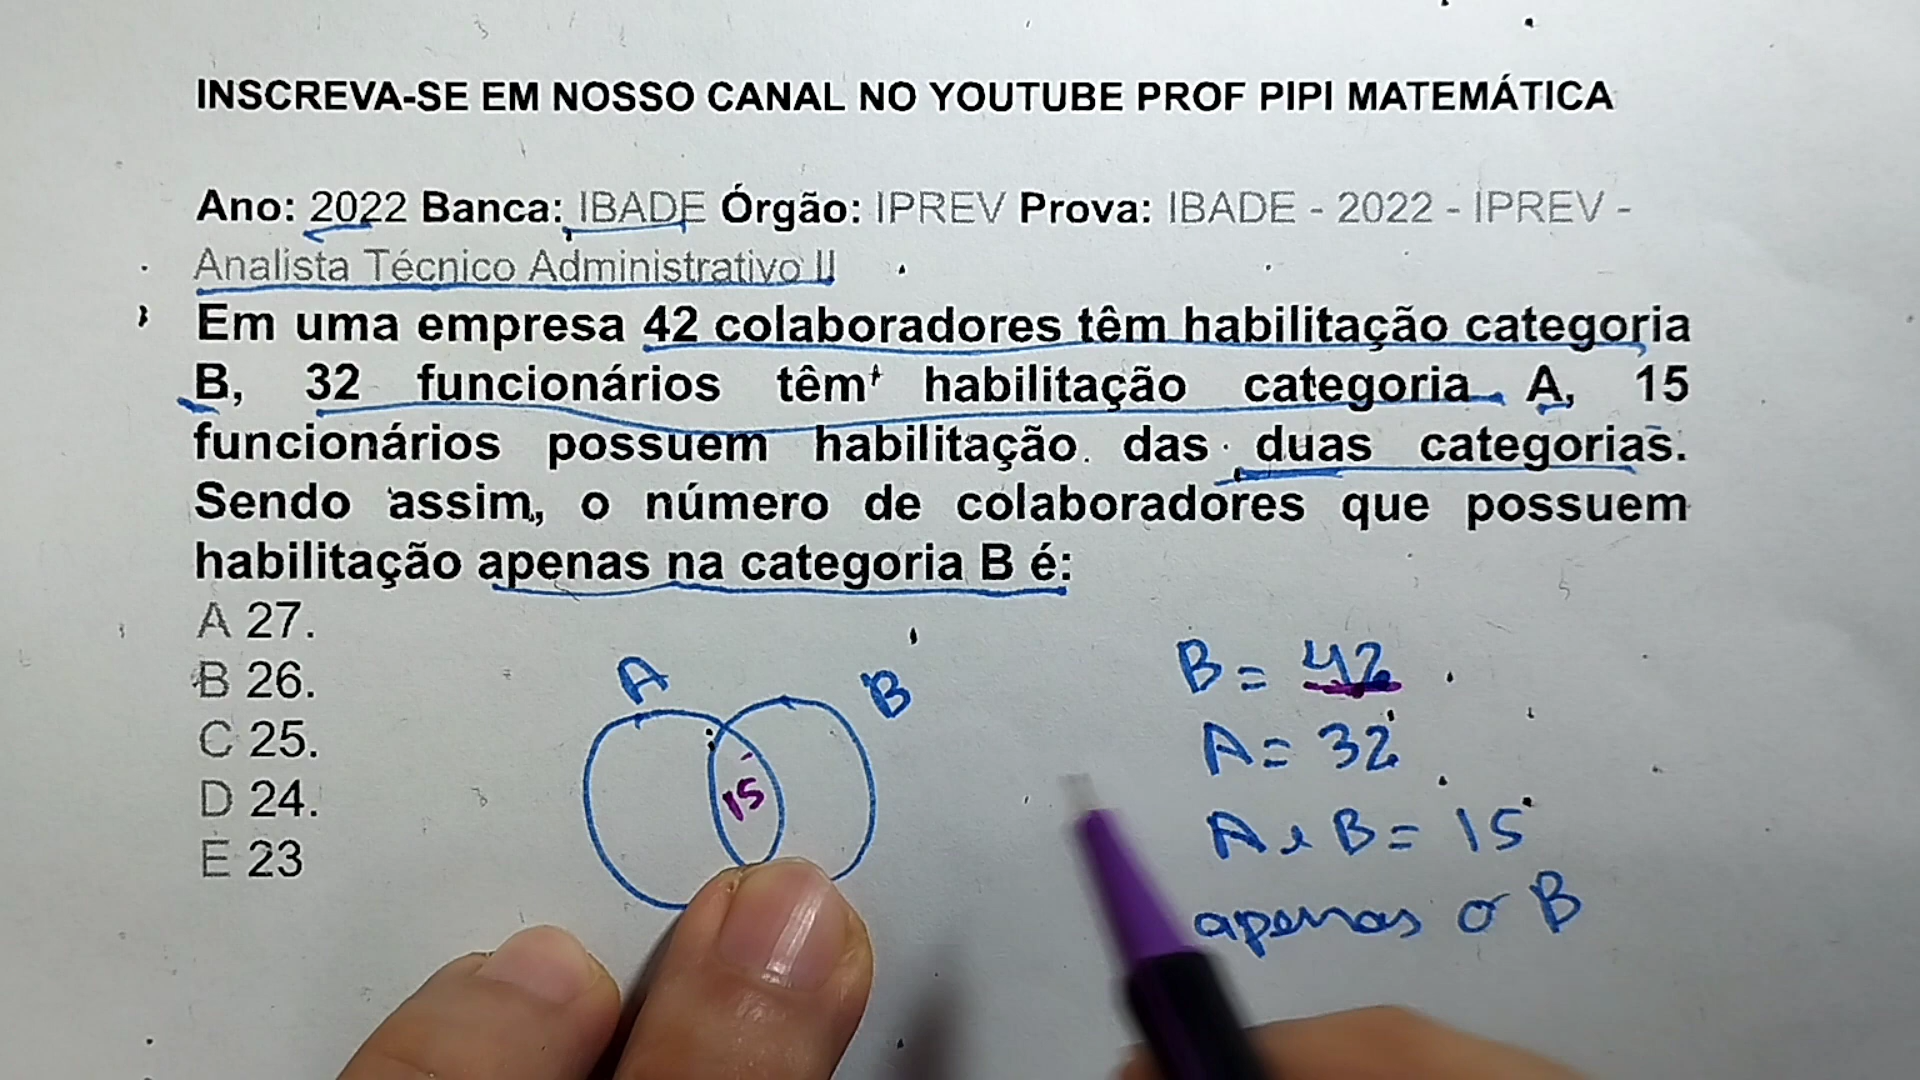 INSCREVA-SE EM NOSSO CANAL NO YOUTUBE PROF PIPI MATEMÁTICA
Ano: 2022 Banca: IBADE Órgão: IPREV Prova: IBADE - 2022 - IPREV -
Analista Técnico Administrativo II
Em uma empresa 42 colaboradores têm habilitação categoria
B, 32 funcionários têm habilitação categoria A, 15
funcionários possuem habilitação das duas categorias.
Sendo assim, o número de colaboradores que possuem
habilitação apenas na categoria B é:
A 27.
B 26.
C 25.
D 24.
E 23
A B
15
B = 42
A = 32
A e B = 15
apenas o B